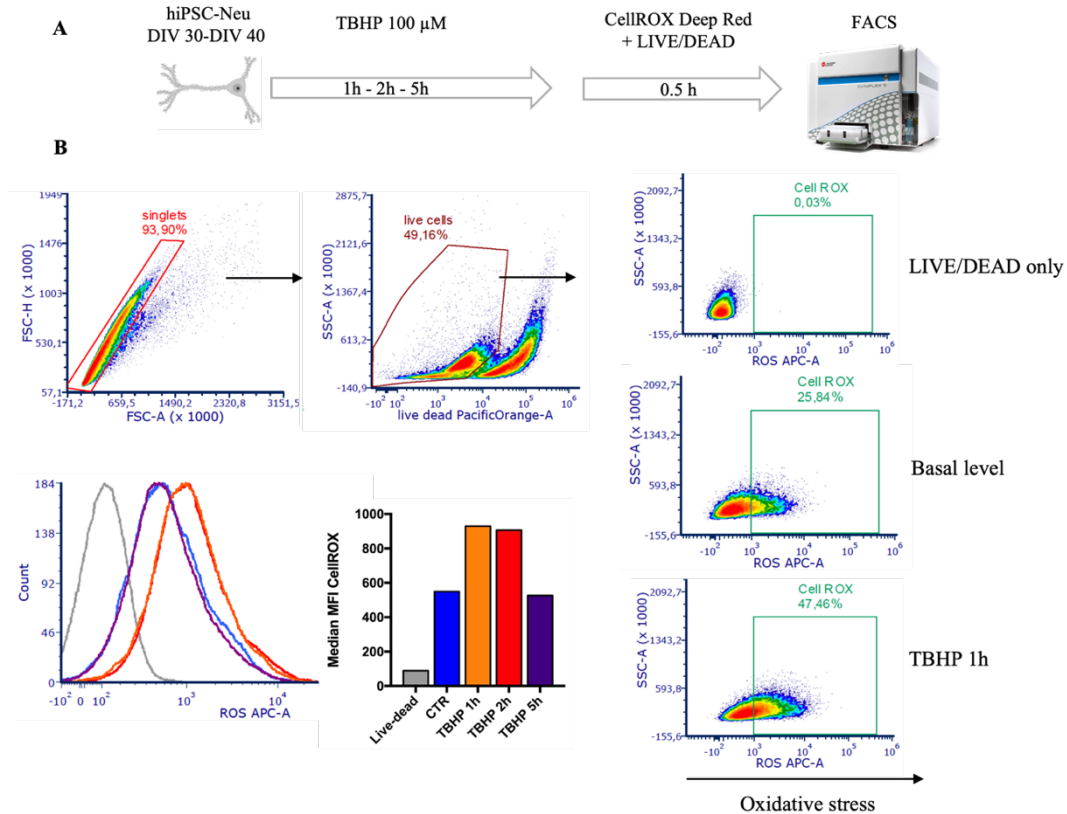 A
hiPSC-Neu
DIV 30-DIV 40
TBHP 100 µM
1h - 2h - 5h
CellROX Deep Red
+ LIVE/DEAD
0.5 h
FACS
B
1949
1476
1003
530,1
57,1
FSC-H (x 1000)
singlets
93,90%
-171,2
659,5
1490,2
2320,8
3151,5
FSC-A (x 1000)
2875,7
2121,6
1367,4
613,2
-140,9
SSC-A (x 1000)
live cells
49,16%
-10² 0 10²
10³
10⁴
10⁵
10⁶
live dead PacificOrange-A
2092,7
1343,2
593,8
-155,6
SSC-A (x 1000)
Cell ROX
0,03%
-10²
10³
10⁴
10⁵
10⁶
ROS APC-A
LIVE/DEAD only
2092,7
1343,2
593,8
-155,6
SSC-A (x 1000)
Cell ROX
25,84%
-10²
10³
10⁴
10⁵
10⁶
ROS APC-A
Basal level
2092,7
1343,2
593,8
-155,6
SSC-A (x 1000)
Cell ROX
47,46%
-10²
10³
10⁴
10⁵
10⁶
ROS APC-A
TBHP 1h
Oxidative stress
184
138
92
46
0
Count
-10² 0 10²
10³
10⁴
ROS APC-A
1000
800
600
400
200
0
Median MFI CellROX
Live-dead
CTR
TBHP 1h
TBHP 2h
TBHP 5h